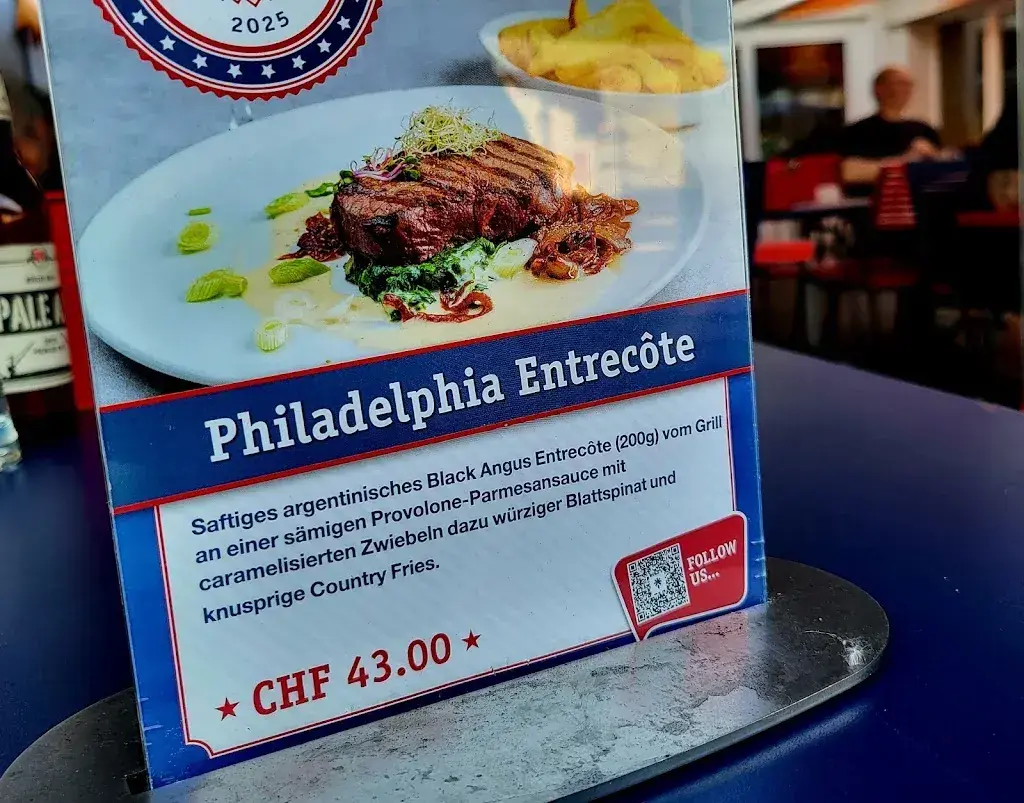 2025
PALE
Philadelphia Entrecôte
Saftiges argentinisches Black Angus Entrecôte (200g) vom Grill
an einer sämigen Provolone-Parmesansauce mit
caramelisierten Zwiebeln dazu würziger Blattspinat und
knusprige Country Fries.
FOLLOW
US...
★ CHF 43.00 ★